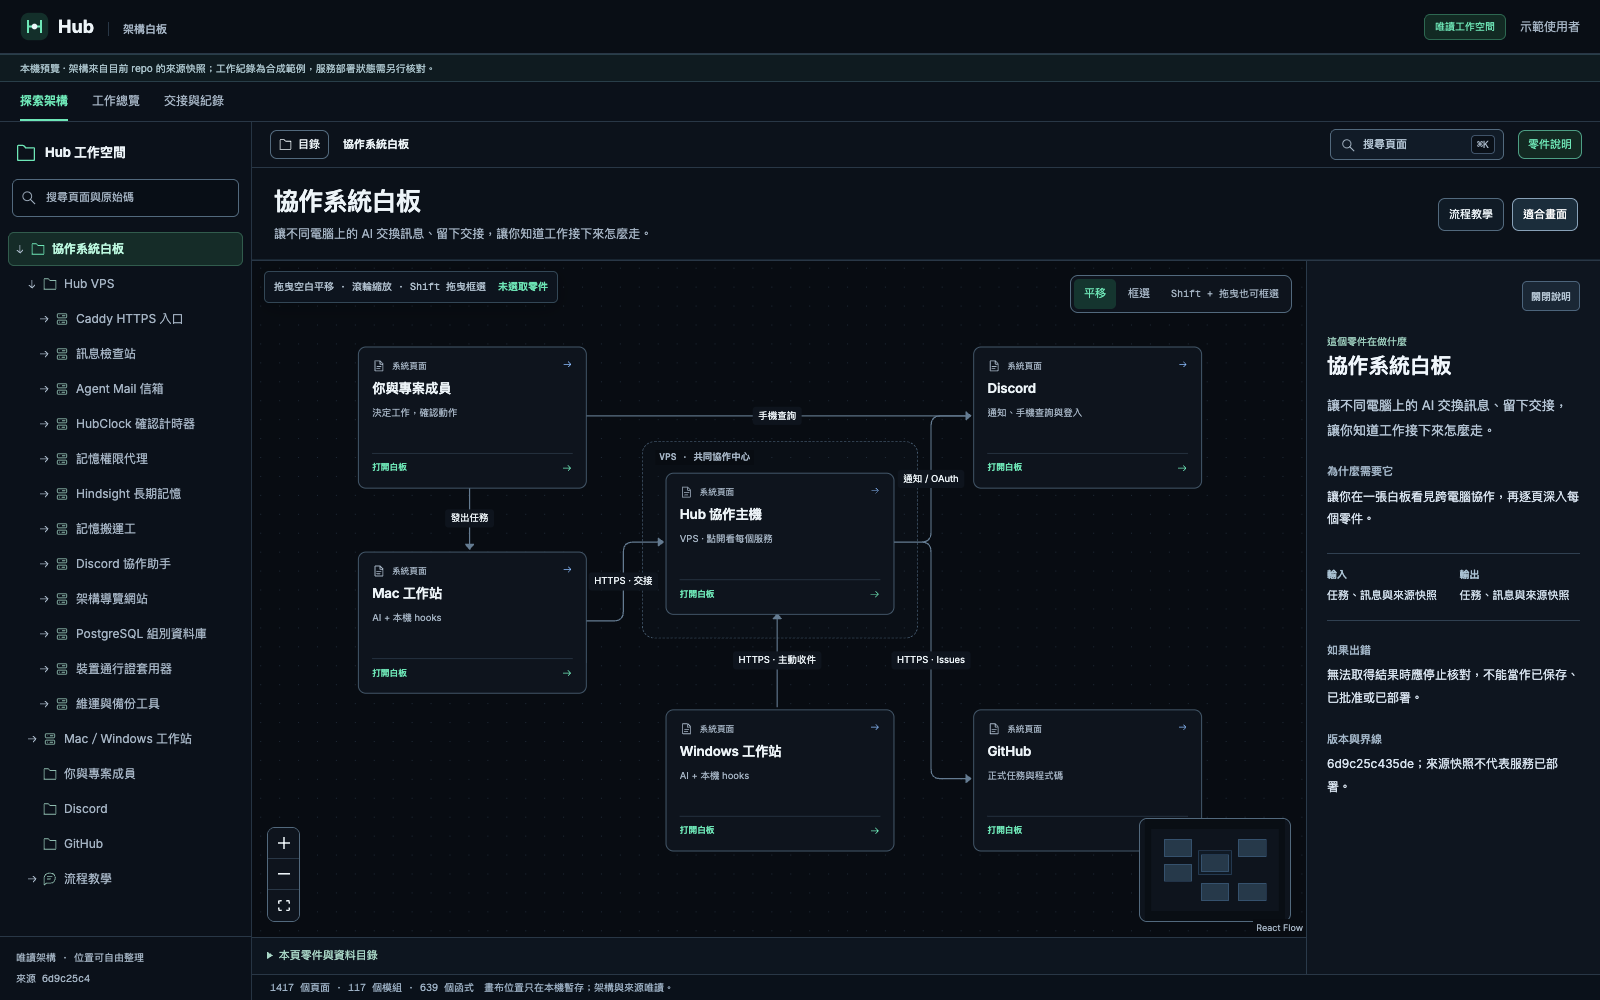 Hub
架構白板
唯讀工作空間
示範使用者
本機預覽 · 架構來自目前 repo 的來源快照；工作紀錄為合成範例，服務部署狀態需另行核對。
探索架構
工作總覽
交接與紀錄
Hub 工作空間
搜尋頁面與原始碼
協作系統白板
Hub VPS
Caddy HTTPS 入口
訊息檢查站
Agent Mail 信箱
HubClock 確認計時器
記憶權限代理
Hindsight 長期記憶
記憶搬運工
Discord 協作助手
架構導覽網站
PostgreSQL 組別資料庫
裝置通行證套用器
維運與備份工具
Mac / Windows 工作站
你與專案成員
Discord
GitHub
流程教學
唯讀架構 · 位置可自由整理
來源 6d9c25c4
目錄
協作系統白板
搜尋頁面
⌘K
零件說明
協作系統白板
讓不同電腦上的 AI 交換訊息、留下交接，讓你知道工作接下來怎麼走。
流程教學
適合畫面
拖曳空白平移 · 滾輪縮放 · Shift 拖曳框選 未選取零件
平移
框選
Shift + 拖曳也可框選
系統頁面
你與專案成員
決定工作，確認動作
打開白板
手機查詢
系統頁面
Discord
通知、手機查詢與登入
打開白板
發出任務
VPS · 共同協作中心
系統頁面
Hub 協作主機
VPS · 點開看每個服務
打開白板
通知 / OAuth
系統頁面
Mac 工作站
AI + 本機 hooks
打開白板
HTTPS · 交接
HTTPS · 主動收件
HTTPS · Issues
系統頁面
Windows 工作站
AI + 本機 hooks
打開白板
系統頁面
GitHub
正式任務與程式碼
打開白板
React Flow
本頁零件與資料目錄
1417 個頁面 · 117 個模組 · 639 個函式 畫布位置只在本機暫存；架構與來源唯讀。
關閉說明
這個零件在做什麼
協作系統白板
讓不同電腦上的 AI 交換訊息、留下交接，
讓你知道工作接下來怎麼走。
為什麼需要它
讓你在一張白板看見跨電腦協作，再逐頁深入每
個零件。
輸入
任務、訊息與來源快照
輸出
任務、訊息與來源快照
如果出錯
無法取得結果時應停止核對，不能當作已保存、
已批准或已部署。
版本與界線
6d9c25c435de；來源快照不代表服務已部
署。